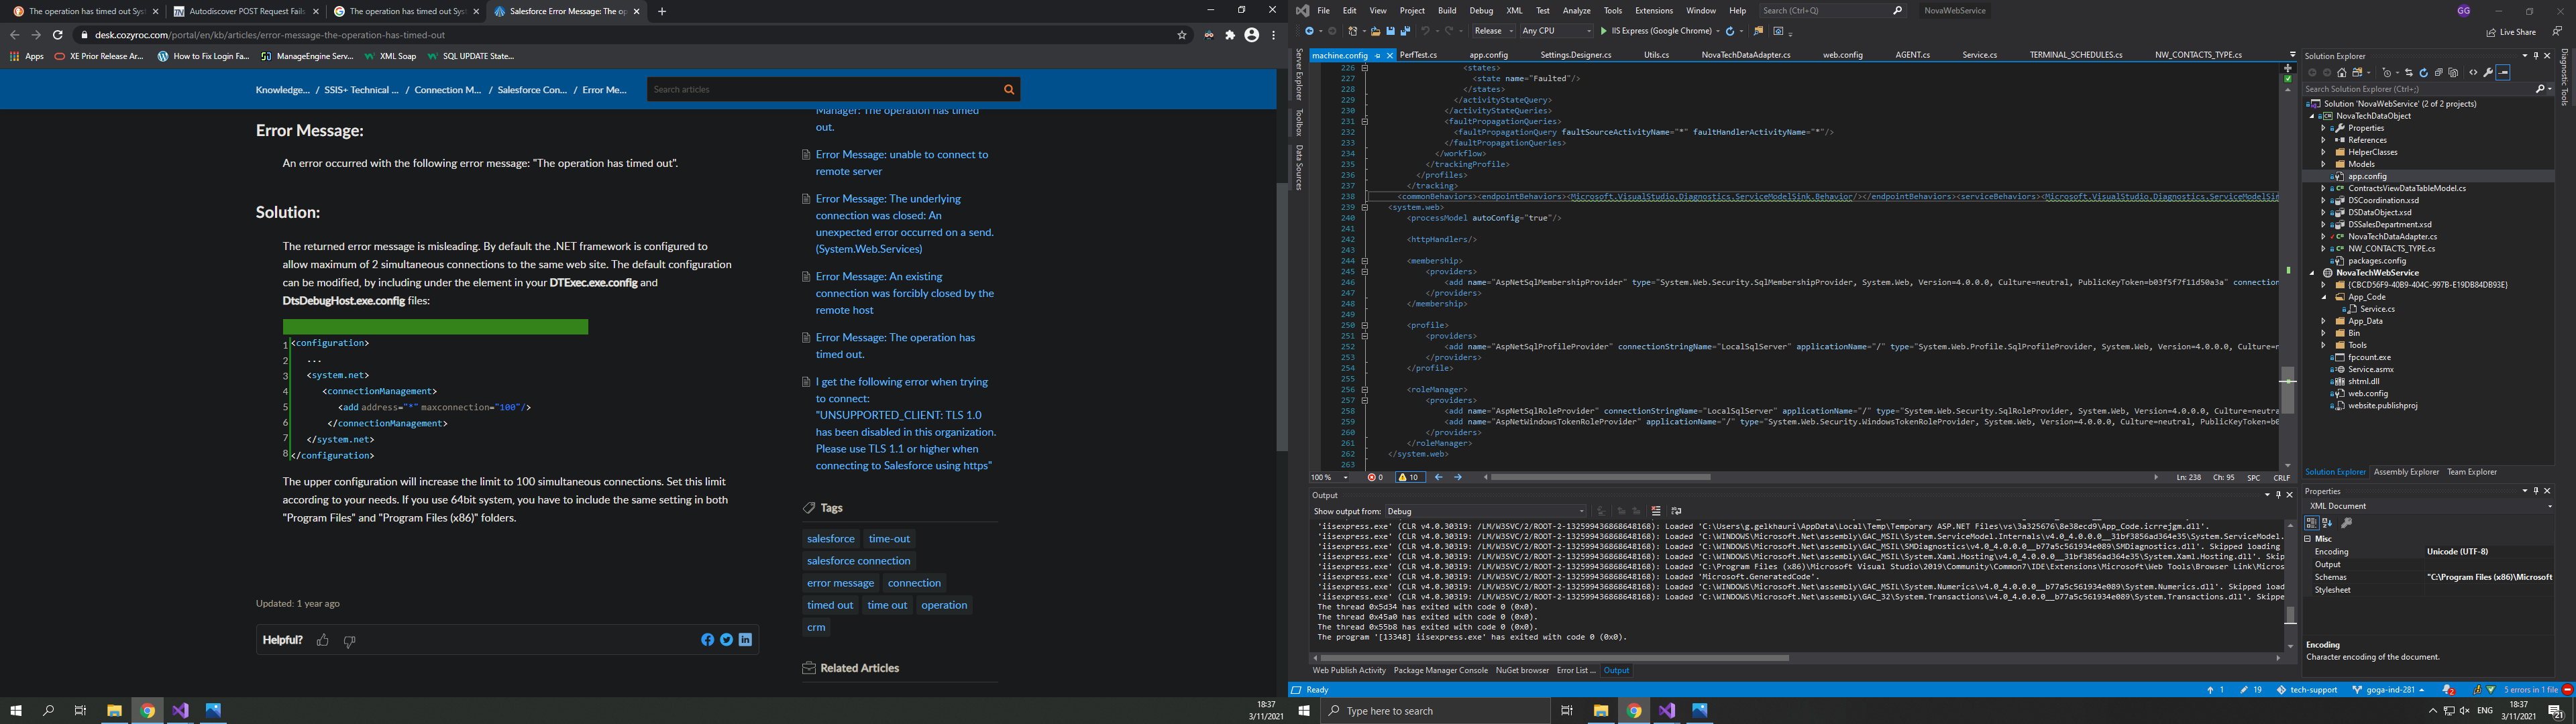 The operation has timed out Syst
Autodiscover POST Request Fails
The operation has timed out Syst
Salesforce Error Message: The op
desk.cozyroc.com/portal/en/kb/articles/error-message-the-operation-has-timed-out
Apps
XE Prior Release Ar...
How to Fix Login Fa...
ManageEngine Serv...
XML Soap
SQL UPDATE State...
Knowledge... / SSIS+ Technical ... / Connection M... / Salesforce Con... / Error Me...
Search articles
Error Message:
An error occurred with the following error message: "The operation has timed out".
Solution:
The returned error message is misleading. By default the .NET framework is configured to
allow maximum of 2 simultaneous connections to the same web site. The default configuration
can be modified, by including under the element in your DTExec.exe.config and
DtsDebugHost.exe.config files:
1 <configuration>
2 ...
3 <system.net>
4 <connectionManagement>
5 <add address="*" maxconnection="100"/>
6 </connectionManagement>
7 </system.net>
8 </configuration>
The upper configuration will increase the limit to 100 simultaneous connections. Set this limit
according to your needs. If you use 64bit system, you have to include the same setting in both
"Program Files" and "Program Files (x86)" folders.
Updated: 1 year ago
Helpful?
Manager: The operation has timed
out.
Error Message: unable to connect to
remote server
Error Message: The underlying
connection was closed: An
unexpected error occurred on a send.
(System.Web.Services)
Error Message: An existing
connection was forcibly closed by the
remote host
Error Message: The operation has
timed out.
I get the following error when trying
to connect:
"UNSUPPORTED_CLIENT: TLS 1.0
has been disabled in this organization.
Please use TLS 1.1 or higher when
connecting to Salesforce using https"
Tags
salesforce time-out
salesforce connection
error message connection
timed out time out operation
crm
Related Articles
18:37
3/11/2021
File Edit View Project Build Debug XML Test Analyze Tools Extensions Window Help
Search (Ctrl+Q)
NovaWebService
GG
Release
Any CPU
IIS Express (Google Chrome)
Live Share
Server Explorer
Toolbox
Data Sources
machine.config PerfTest.cs app.config Settings.Designer.cs Utils.cs NovaTechDataAdapter.cs web.config AGENT.cs Service.cs TERMINAL_SCHEDULES.cs NW_CONTACTS_TYPE.cs
226 <states>
227 <state name="Faulted"/>
228 </states>
229 </activityStateQuery>
230 </activityStateQueries>
231 <faultPropagationQueries>
232 <faultPropagationQuery faultSourceActivityName="*" faultHandlerActivityName="*"/>
233 </faultPropagationQueries>
234 </workflow>
235 </trackingProfile>
236 </profiles>
237 </tracking>
238 <commonBehaviors><endpointBehaviors><Microsoft.VisualStudio.Diagnostics.ServiceModelSink.Behavior/></endpointBehaviors><serviceBehaviors><Microsoft.VisualStudio.Diagnostics.ServiceModelSin
239 <system.web>
240 <processModel autoConfig="true"/>
241
242 <httpHandlers/>
243
244 <membership>
245 <providers>
246 <add name="AspNetSqlMembershipProvider" type="System.Web.Security.SqlMembershipProvider, System.Web, Version=4.0.0.0, Culture=neutral, PublicKeyToken=b03f5f7f11d50a3a" connection
247 </providers>
248 </membership>
249
250 <profile>
251 <providers>
252 <add name="AspNetSqlProfileProvider" connectionStringName="LocalSqlServer" applicationName="/" type="System.Web.Profile.SqlProfileProvider, System.Web, Version=4.0.0.0, Culture=n
253 </providers>
254 </profile>
255
256 <roleManager>
257 <providers>
258 <add name="AspNetSqlRoleProvider" connectionStringName="LocalSqlServer" applicationName="/" type="System.Web.Security.SqlRoleProvider, System.Web, Version=4.0.0.0, Culture=neutra
259 <add name="AspNetWindowsTokenRoleProvider" applicationName="/" type="System.Web.Security.WindowsTokenRoleProvider, System.Web, Version=4.0.0.0, Culture=neutral, PublicKeyToken=b0
260 </providers>
261 </roleManager>
262 </system.web>
263
100 % 0 10 Ln: 238 Ch: 95 SPC CRLF
Output
Show output from: Debug
'iisexpress.exe' (CLR v4.0.30319: /LM/W3SVC/2/ROOT-2-132599436868648168): Loaded 'C:\Users\g.gelkhauri\AppData\Local\Temp\Temporary ASP.NET Files\vs\3a325676\8e38ecd9\App_Code.icrrejgm.dll'.
'iisexpress.exe' (CLR v4.0.30319: /LM/W3SVC/2/ROOT-2-132599436868648168): Loaded 'C:\WINDOWS\Microsoft.Net\assembly\GAC_MSIL\System.ServiceModel.Internals\v4.0_4.0.0.0__31bf3856ad364e35\System.ServiceModel.
'iisexpress.exe' (CLR v4.0.30319: /LM/W3SVC/2/ROOT-2-132599436868648168): Loaded 'C:\WINDOWS\Microsoft.Net\assembly\GAC_MSIL\SMDiagnostics\v4.0_4.0.0.0__b77a5c561934e089\SMDiagnostics.dll'. Skipped loading
'iisexpress.exe' (CLR v4.0.30319: /LM/W3SVC/2/ROOT-2-132599436868648168): Loaded 'C:\WINDOWS\Microsoft.Net\assembly\GAC_MSIL\System.Xaml.Hosting\v4.0_4.0.0.0__31bf3856ad364e35\System.Xaml.Hosting.dll'. Skip
'iisexpress.exe' (CLR v4.0.30319: /LM/W3SVC/2/ROOT-2-132599436868648168): Loaded 'C:\Program Files (x86)\Microsoft Visual Studio\2019\Community\Common7\IDE\Extensions\Microsoft\Web Tools\Browser Link\Micros
'iisexpress.exe' (CLR v4.0.30319: /LM/W3SVC/2/ROOT-2-132599436868648168): Loaded 'Microsoft.GeneratedCode'.
'iisexpress.exe' (CLR v4.0.30319: /LM/W3SVC/2/ROOT-2-132599436868648168): Loaded 'C:\WINDOWS\Microsoft.Net\assembly\GAC_MSIL\System.Numerics\v4.0_4.0.0.0__b77a5c561934e089\System.Numerics.dll'. Skipped load
'iisexpress.exe' (CLR v4.0.30319: /LM/W3SVC/2/ROOT-2-132599436868648168): Loaded 'C:\WINDOWS\Microsoft.Net\assembly\GAC_32\System.Transactions\v4.0_4.0.0.0__b77a5c561934e089\System.Transactions.dll'. Skippe
The thread 0x5d34 has exited with code 0 (0x0).
The thread 0x45a0 has exited with code 0 (0x0).
The thread 0x55b8 has exited with code 0 (0x0).
The program '[13348] iisexpress.exe' has exited with code 0 (0x0).
Web Publish Activity Package Manager Console NuGet browser Error List ... Output
Solution Explorer
Search Solution Explorer (Ctrl+;)
Solution 'NovaWebService' (2 of 2 projects)
NovaTechDataObject
Properties
References
HelperClasses
Models
app.config
ContractsViewDataTableModel.cs
DSCoordination.xsd
DSDataObject.xsd
DSSalesDepartment.xsd
NovaTechDataAdapter.cs
NW_CONTACTS_TYPE.cs
packages.config
NovaTechWebService
{CBCD56F9-40B9-404C-997B-E19DB84DB93E}
App_Code
Service.cs
App_Data
Bin
Tools
fpcount.exe
Service.asmx
shtml.dll
web.config
website.publishproj
Solution Explorer Assembly Explorer Team Explorer
Properties
XML Document
Misc
Encoding Unicode (UTF-8)
Output
Schemas "C:\Program Files (x86)\Microsoft
Stylesheet
Encoding
Character encoding of the document.
Diagnostic Tools
Ready
1 19 tech-support goga-ind-281 2 5 errors in 1 file
Type here to search
ENG
18:37
3/11/2021
21